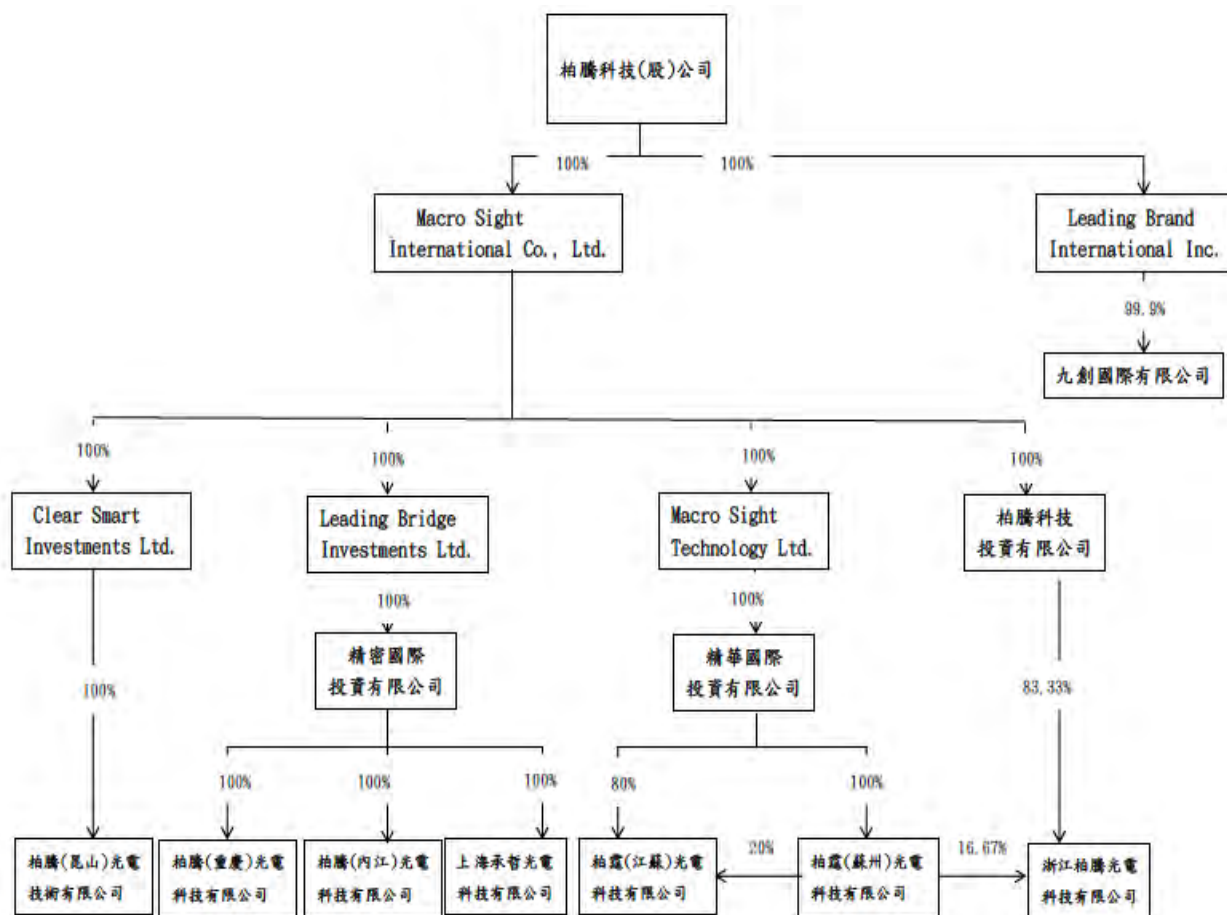 柏騰科技(股)公司
100%
100%
Macro Sight
International Co., Ltd.
Leading Brand
International Inc.
99.9%
九創國際有限公司
100%
100%
100%
100%
Clear Smart
Investments Ltd.
Leading Bridge
Investments Ltd.
Macro Sight
Technology Ltd.
柏騰科技
投資有限公司
100%
100%
精密國際
投資有限公司
精華國際
投資有限公司
100%
83.33%
100%
100%
100%
80%
100%
柏騰(昆山)光電
技術有限公司
柏騰(重慶)光電
科技有限公司
柏騰(內江)光電
科技有限公司
上海承哲光電
科技有限公司
柏霆(江蘇)光電
科技有限公司
20%
柏霆(蘇州)光電
科技有限公司
16.67%
浙江柏騰光電
科技有限公司